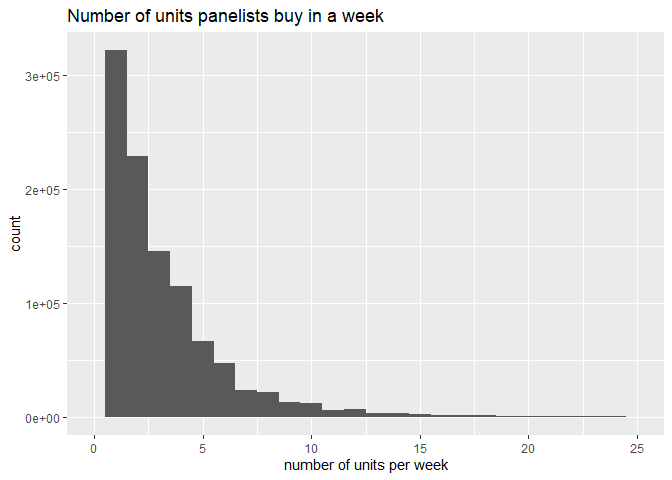 Number of units panelists buy in a week
3e+05
2e+05
1e+05
0e+00
count
0 5 10 15 20 25
number of units per week